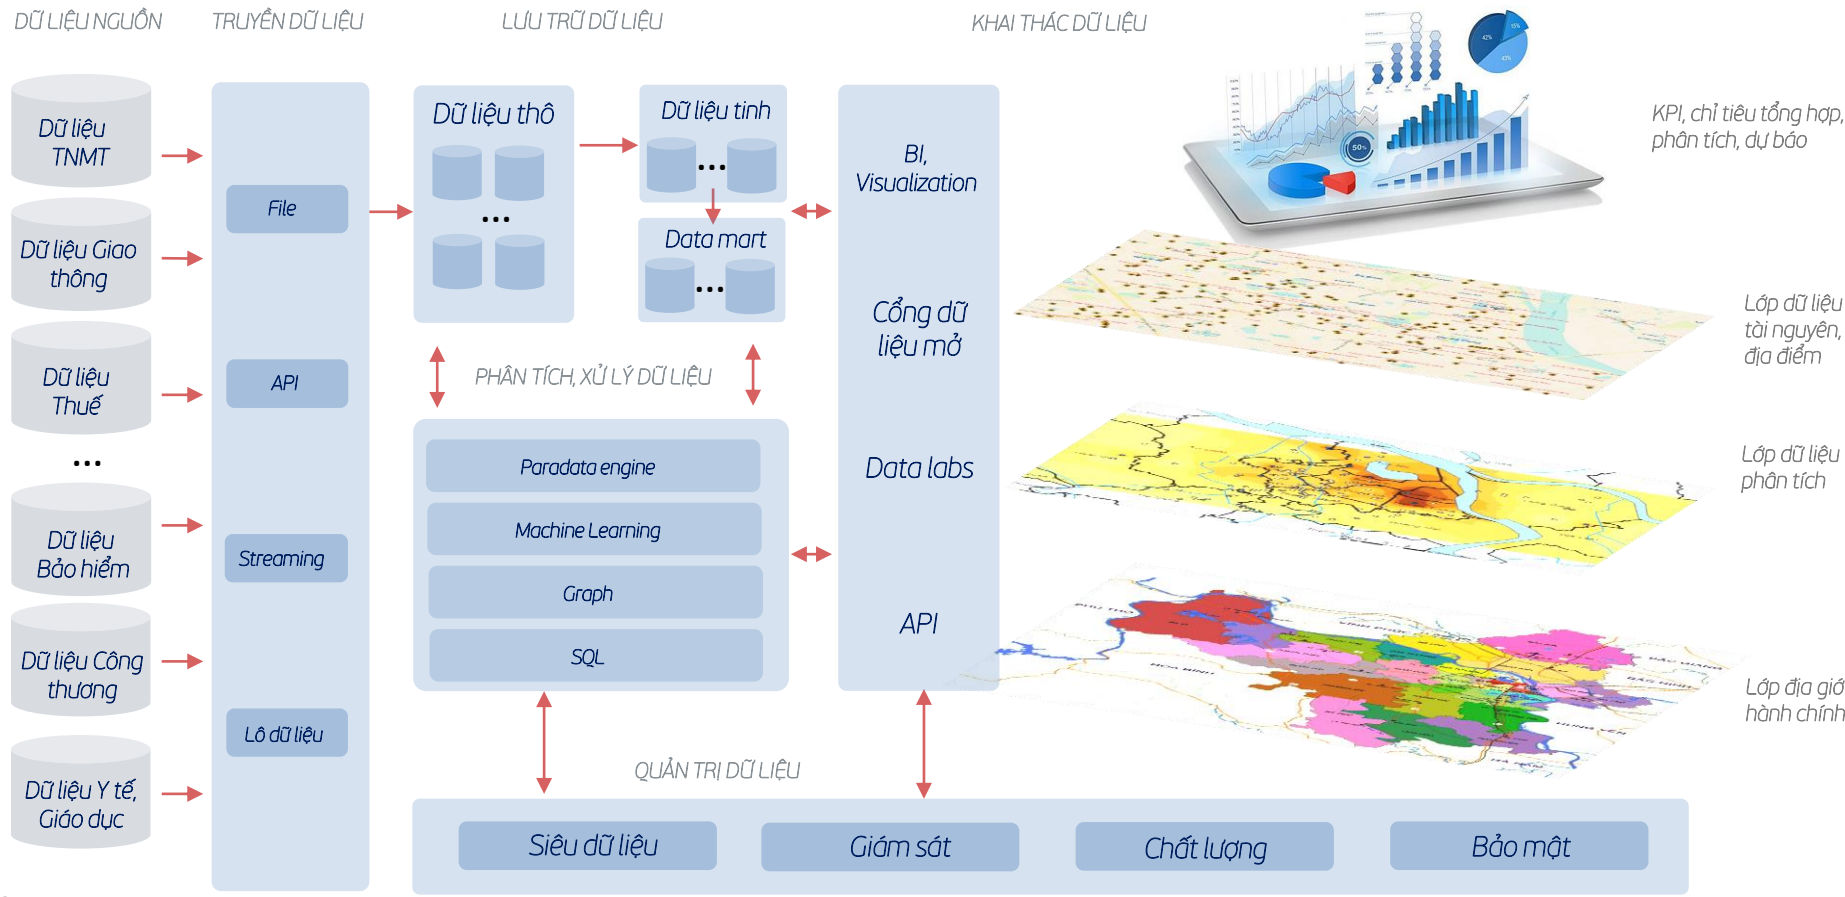 DỮ LIỆU NGUỒN
TRUYỀN DỮ LIỆU
LƯU TRỮ DỮ LIỆU
KHAI THÁC DỮ LIỆU
Dữ liệu
TNMT
Dữ liệu Giao
thông
Dữ liệu
Thuế
...
Dữ liệu
Bảo hiểm
Dữ liệu Công
thương
Dữ liệu Y tế,
Giáo dục
File
API
Streaming
Lô dữ liệu
Dữ liệu thô
...
Dữ liệu tinh
...
Data mart
...
PHÂN TÍCH, XỬ LÝ DỮ LIỆU
Paradata engine
Machine Learning
Graph
SQL
BI,
Visualization
Cổng dữ
liệu mở
Data labs
API
42%
15%
43%
50%
KPI, chỉ tiêu tổng hợp,
phân tích, dự báo
Lớp dữ liệu
tài nguyên,
địa điểm
Lớp dữ liệu
phân tích
Lớp địa giớ
hành chính
QUẢN TRỊ DỮ LIỆU
Siêu dữ liệu
Giám sát
Chất lượng
Bảo mật